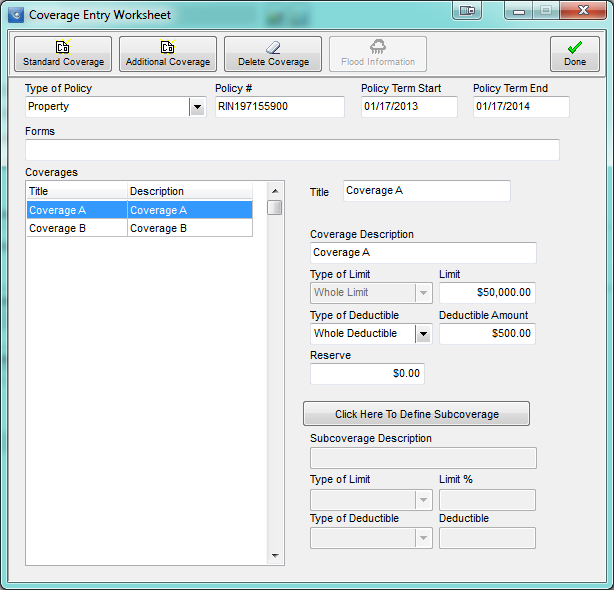 Coverage Entry Worksheet
Standard Coverage Additional Coverage Delete Coverage Flood Information Done
Type of Policy Policy # Policy Term Start Policy Term End
Property RIN197155900 01/17/2013 01/17/2014
Forms
Coverages
Title Description
Coverage A Coverage A
Coverage B Coverage B
Title Coverage A
Coverage Description
Coverage A
Type of Limit Limit
Whole Limit $50,000.00
Type of Deductible Deductible Amount
Whole Deductible $500.00
Reserve
$0.00
Click Here To Define Subcoverage
Subcoverage Description
Type of Limit Limit %
Type of Deductible Deductible